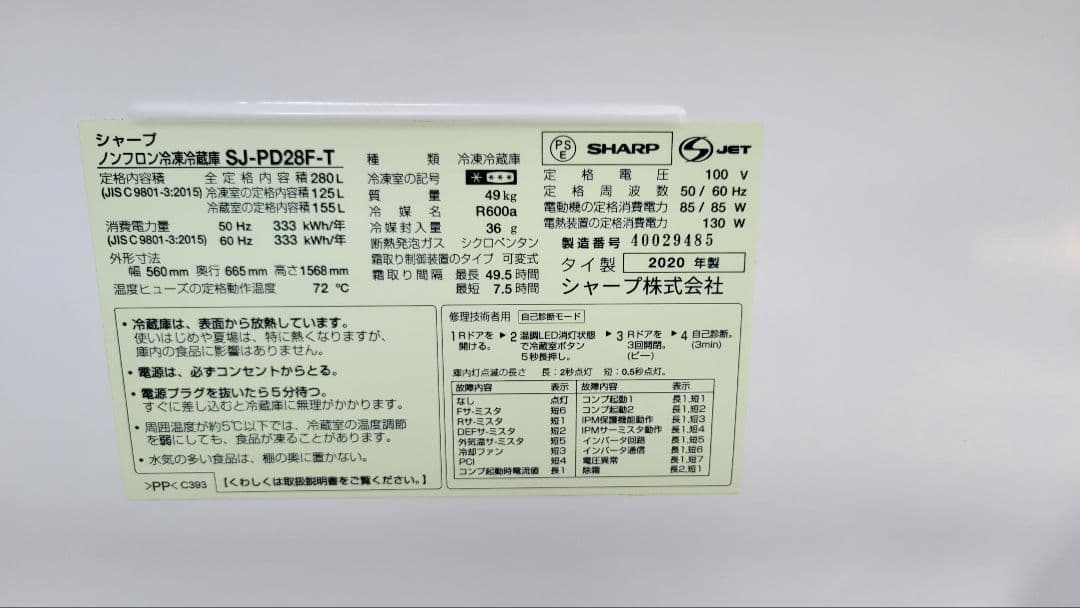 シャープ
ノンフロン冷凍冷蔵庫 SJ-PD28F-T
定格内容積 全定格内容積 280L
(JIS C 9801-3:2015) 冷凍室の定格内容積 125L
冷蔵室の定格内容積 155L
消費電力量 50 Hz 333 kWh/年
(JIS C 9801-3:2015) 60 Hz 333 kWh/年
外形寸法
幅 560mm 奥行 665mm 高さ1568mm
温度ヒューズの定格動作温度 72 ℃
種類 冷凍冷蔵庫
冷凍室の記号
質量 49kg
冷媒名 R600a
冷媒封入量 36 g
断熱発泡ガス シクロペンタン
霜取り制御装置のタイプ 可変式
霜取り間隔 最長 49.5時間
最短 7.5時間
PSE SHARP S JET
定格電圧 100 V
定格周波数 50/60 Hz
電動機の定格消費電力 85/85 W
電熱装置の定格消費電力 130 W
製造番号 40029485
タイ製 2020 年製
シャープ株式会社
・冷蔵庫は、表面から放熱しています。
使いはじめや夏場は、特に熱くなりますが、
庫内の食品に影響はありません。
・電源は、必ずコンセントからとる。
・電源プラグを抜いたら5分待つ。
すぐに差し込むと冷蔵庫に無理がかかります。
・周囲温度が約5℃以下では、冷蔵室の温度調節
を弱にしても、食品が凍ることがあります。
・水気の多い食品は、棚の奥に置かない。
>PP< C393 【くわしくは取扱説明書をご覧ください。】
修理技術者用 自己診断モード
1 Rドアを開ける。 ▶ 2 温調LED消灯状態で冷蔵室ボタン5秒長押し。 ▶ 3 Rドアを3回開閉。(ピー) ▶ 4 自己診断。(3min)
庫内灯点滅の長さ 長：2秒点灯 短：0.5秒点灯。
故障内容 表示 故障内容 表示
なし 点灯 コンプ起動1 長1,短1
Fサ-ミスタ 短6 コンプ起動2 長1,短2
Rサ-ミスタ 短1 IPM保護機能動作 長1,短3
DEFサ-ミスタ 短2 IPMサーミスタ動作 長1,短4
外気温サ-ミスタ 短5 インバータ回路 長1,短5
冷却ファン 短3 インバータ通信 長1,短6
PCI 短4 電圧異常 長1,短7
コンプ起動時電流値 長1 除霜 長2,短1